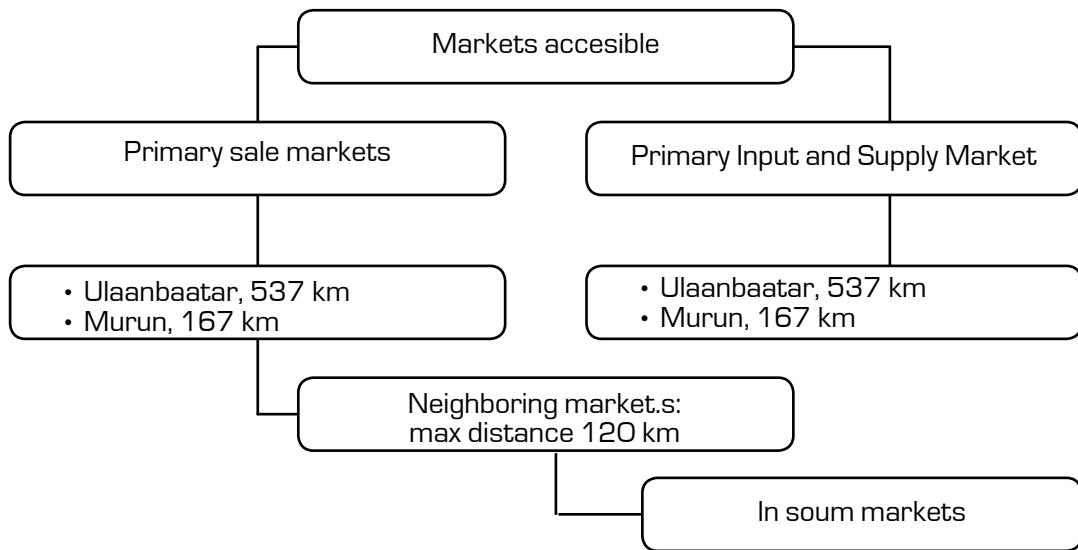 Markets accesible
Primary sale markets
Primary Input and Supply Market
• Ulaanbaatar, 537 km
• Murun, 167 km
• Ulaanbaatar, 537 km
• Murun, 167 km
Neighboring market.s:
max distance 120 km
In soum markets